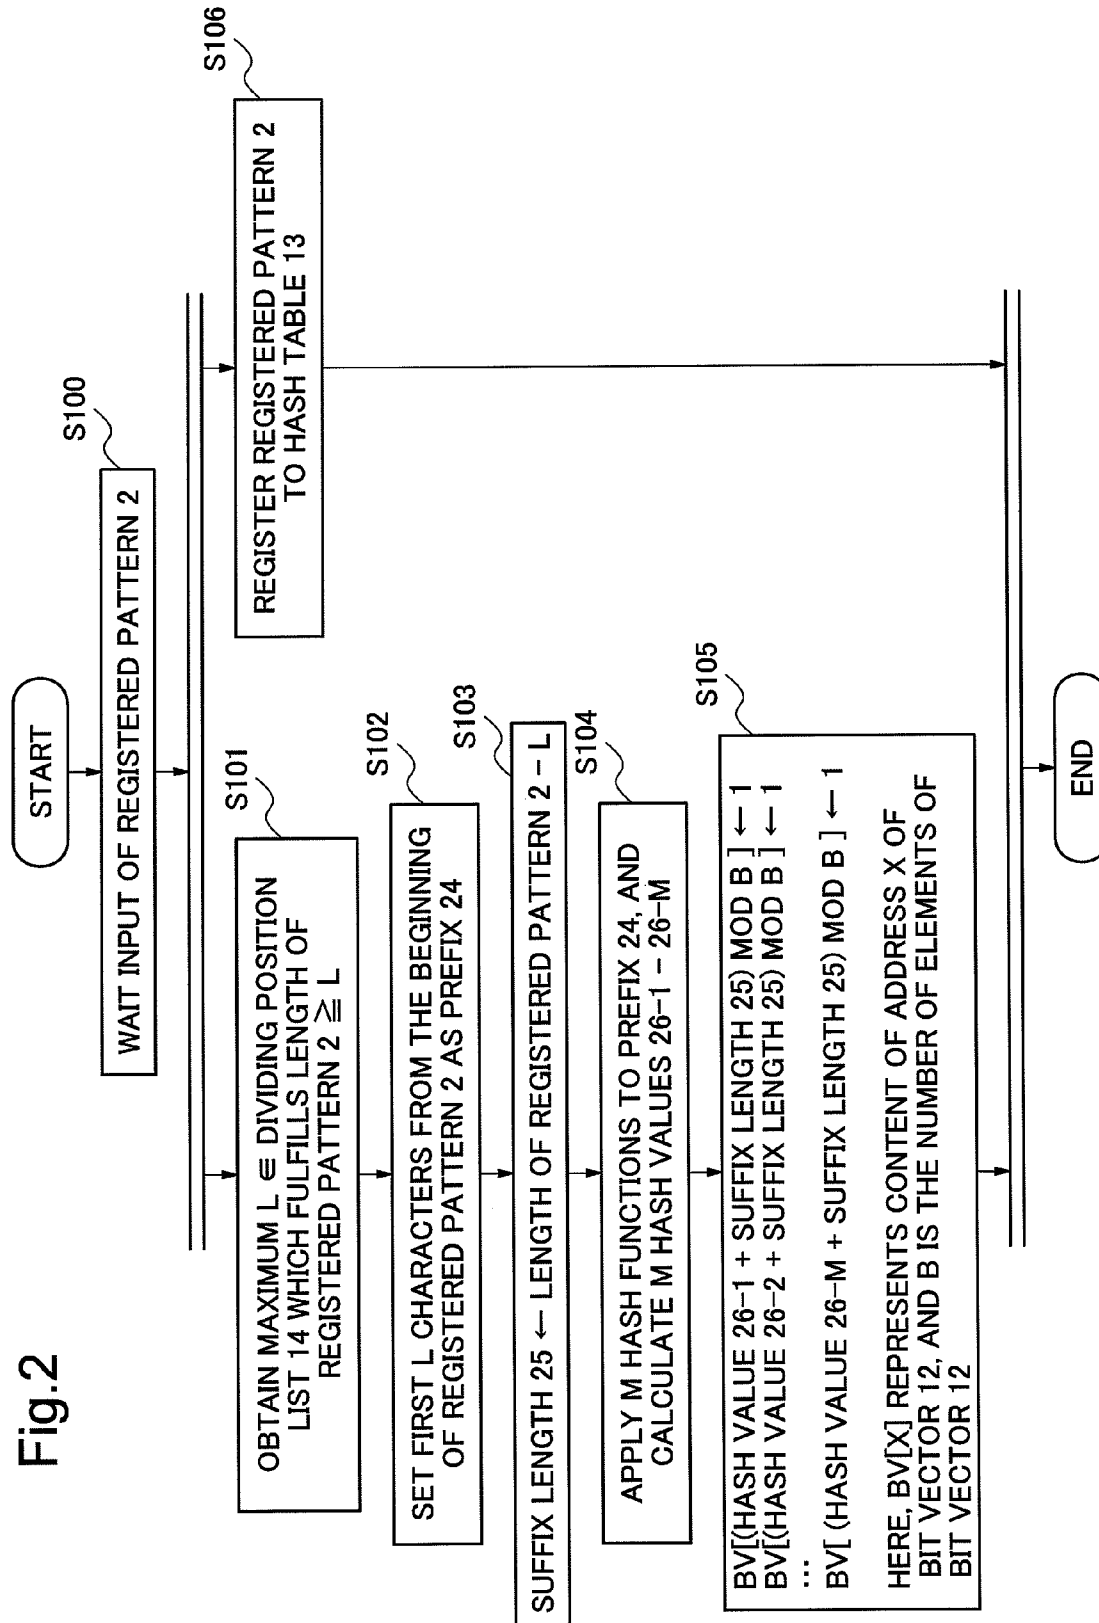 Fig.2
START
WAIT INPUT OF REGISTERED PATTERN 2
S100
OBTAIN MAXIMUM L ∈ DIVIDING POSITION
LIST 14 WHICH FULFILLS LENGTH OF
REGISTERED PATTERN 2 ≧ L
S101
SET FIRST L CHARACTERS FROM THE BEGINNING
OF REGISTERED PATTERN 2 AS PREFIX 24
S102
SUFFIX LENGTH 25 ← LENGTH OF REGISTERED PATTERN 2 – L
S103
APPLY M HASH FUNCTIONS TO PREFIX 24, AND
CALCULATE M HASH VALUES 26-1 – 26-M
S104
BV[(HASH VALUE 26-1 + SUFFIX LENGTH 25) MOD B] ← 1
BV[(HASH VALUE 26-2 + SUFFIX LENGTH 25) MOD B ] ← 1
...
BV[ (HASH VALUE 26-M + SUFFIX LENGTH 25) MOD B ] ← 1
HERE, BV[X] REPRESENTS CONTENT OF ADDRESS X OF
BIT VECTOR 12, AND B IS THE NUMBER OF ELEMENTS OF
BIT VECTOR 12
S105
REGISTER REGISTERED PATTERN 2
TO HASH TABLE 13
S106
END